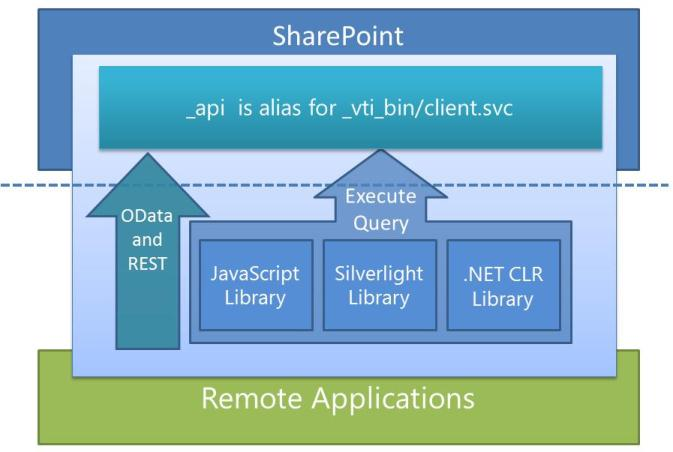 SharePoint
_api is alias for _vti_bin/client.svc
OData
and
REST
Execute
Query
JavaScript
Library
Silverlight
Library
.NET CLR
Library
Remote Applications